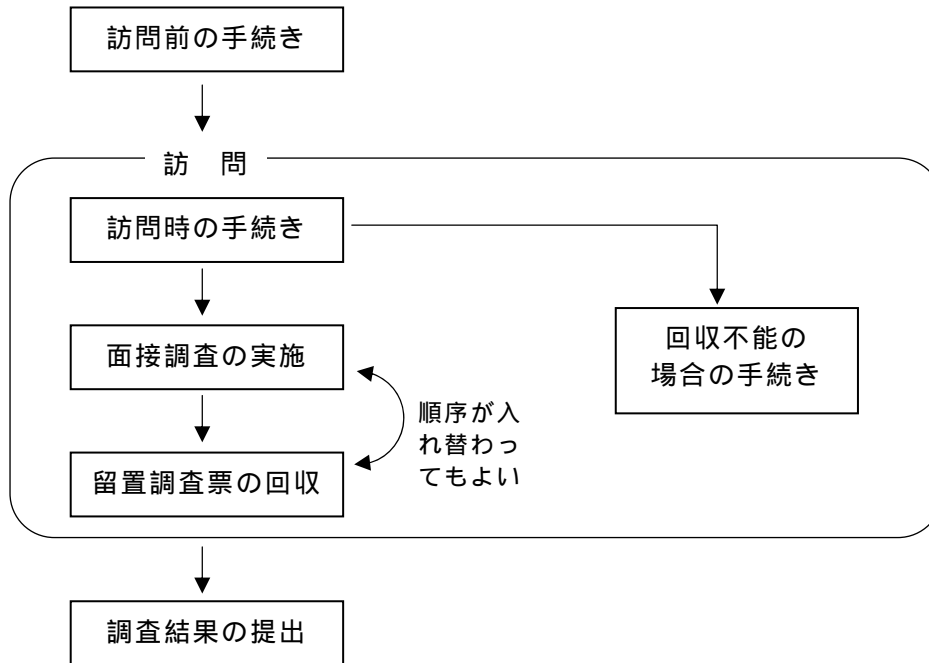 訪問前の手続き
訪 問
訪問時の手続き
面接調査の実施
留置調査票の回収
順序が入
れ替わっ
てもよい
回収不能の
場合の手続き
調査結果の提出